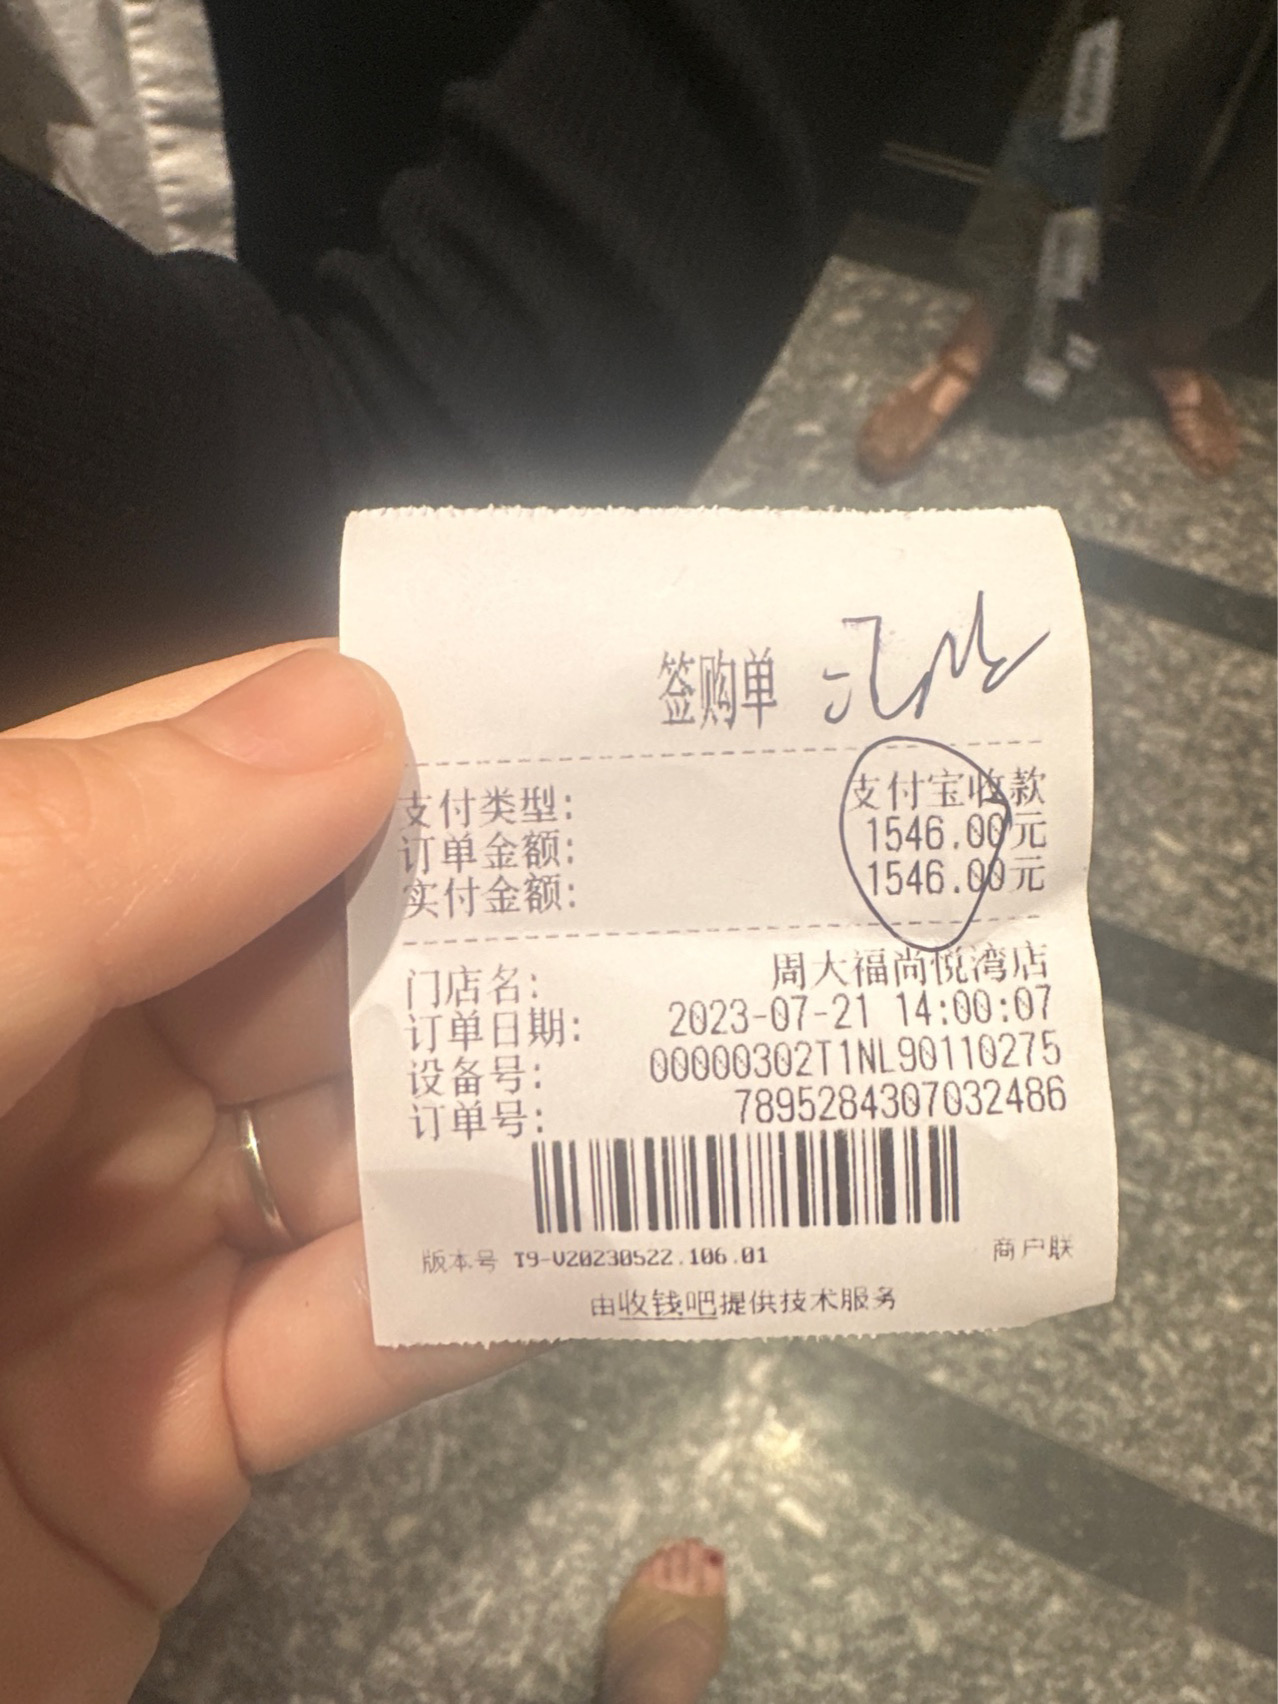 签购单
支付类型: 支付宝收款
订单金额: 1546.00元
实付金额: 1546.00元
门店名: 周大福尚悦湾店
订单日期: 2023-07-21 14:00:07
设备号: 00000302T1NL90110275
订单号: 7895284307032486
版本号 T9-V20230522.106.01 商户联
由收钱吧提供技术服务